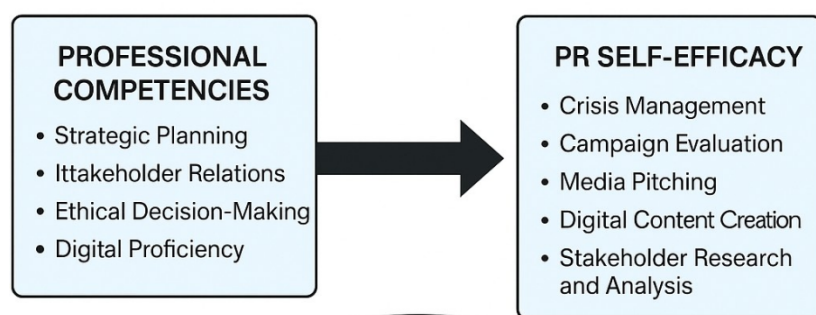 PROFESSIONAL
COMPETENCIES
• Strategic Planning
• Ittakeholder Relations
• Ethical Decision-Making
• Digital Proficiency
PR SELF-EFFICACY
• Crisis Management
• Campaign Evaluation
• Media Pitching
• Digital Content Creation
• Stakeholder Research
and Analysis